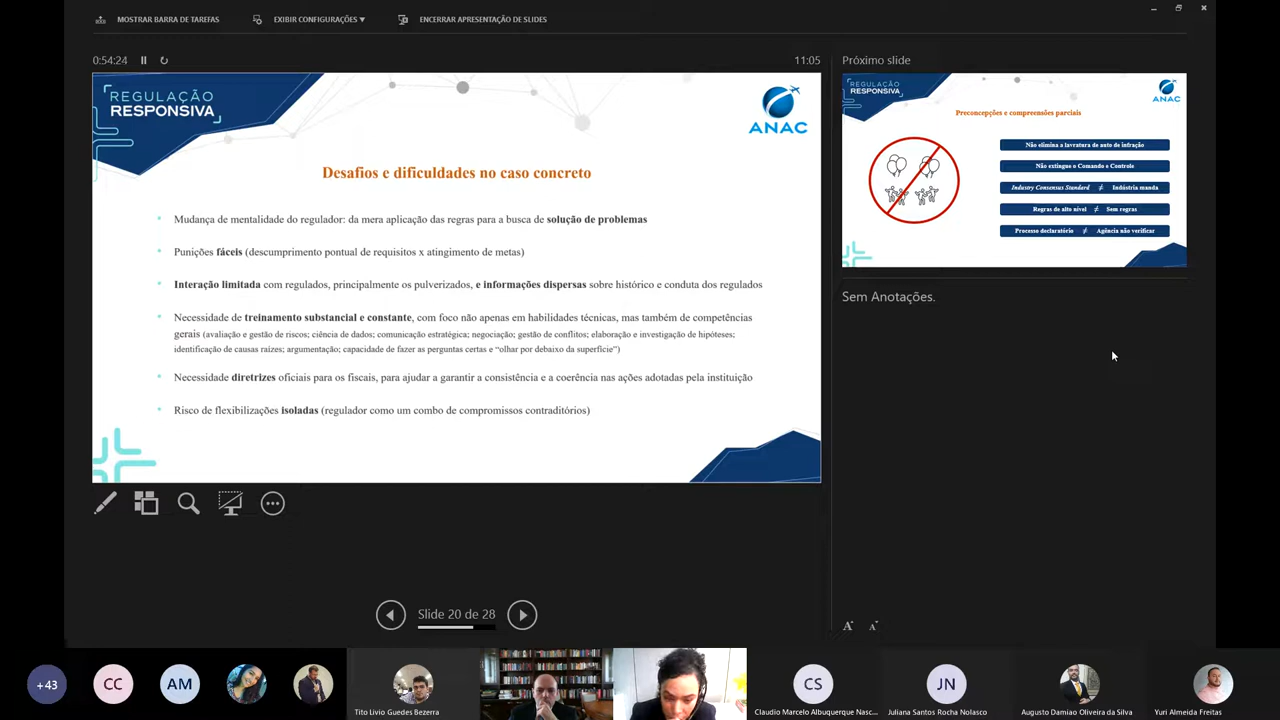 MOSTRAR BARRA DE TAREFAS
EXIBIR CONFIGURAÇÕES ▼
ENCERRAR APRESENTAÇÃO DE SLIDES
0:54:24
11:05
REGULAÇÃO
RESPONSIVA
ANAC
Desafios e dificuldades no caso concreto
Mudança de mentalidade do regulador: da mera aplicação das regras para a busca de solução de problemas
Punições fáceis (descumprimento pontual de requisitos x atingimento de metas)
Interação limitada com regulados, principalmente os pulverizados, e informações dispersas sobre histórico e conduta dos regulados
Necessidade de treinamento substancial e constante, com foco não apenas em habilidades técnicas, mas também de competências
gerais (avaliação e gestão de riscos; ciência de dados; comunicação estratégica; negociação; gestão de conflitos; elaboração e investigação de hipóteses;
identificação de causas raízes; argumentação; capacidade de fazer as perguntas certas e “olhar por debaixo da superfície”)
Necessidade diretrizes oficiais para os fiscais, para ajudar a garantir a consistência e a coerência nas ações adotadas pela instituição
Risco de flexibilizações isoladas (regulador como um combo de compromissos contraditórios)
Slide 20 de 28
Próximo slide
REGULAÇÃO
RESPONSIVA
ANAC
Preconcepções e compreensões parciais
Não elimina a lavratura de auto de infração
Não extingue o Comando e Controle
Industry Consensus Standard ≠ Indústria manda
Regras de alto nível ≠ Sem regras
Processo declaratório ≠ Agência não verificar
Sem Anotações.
A A
+43
CC
AM
Tito Livio Guedes Bezerra
CS
Claudio Marcelo Albuquerque Nasc...
JN
Juliana Santos Rocha Nolasco
Augusto Damiao Oliveira da Silva
Yuri Almeida Freitas